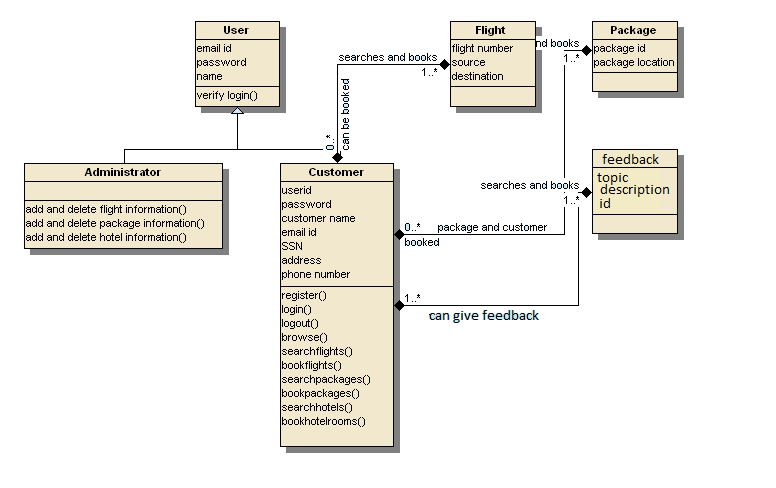 User
email id
password
name
verify login()
Flight
flight number
source
destination
Package
package id
package location
nd books
1..*
searches and books
1..*
can be booked
0..*
Administrator
add and delete flight information()
add and delete package information()
add and delete hotel information()
Customer
userid
password
customer name
email id
SSN
address
phone number
register()
login()
logout()
browse()
searchflights()
bookflights()
searchpackages()
bookpackages()
searchhotels()
bookhotelrooms()
feedback
topic
description
id
searches and books
1..*
0..*
package and customer
booked
1..*
can give feedback